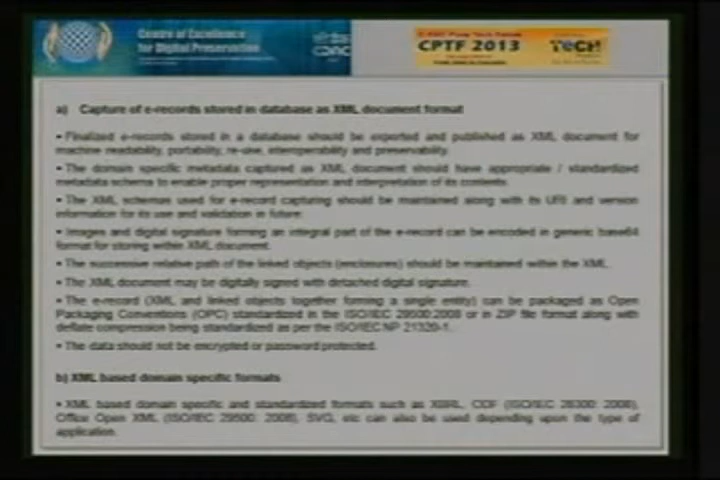 Centre of Excellence
for Digital Preservation
CPTF 2013
TECH
a) Capture of e-records stored in database as XML document format
• Finalized e-records stored in a database should be exported and published as XML document for
machine readability, portability, re-use, interoperability and preservability.
• The domain specific metadata captured as XML document should have appropriate / standardized
metadata schema to enable proper representation and interpretation of its contents.
• The XML schemas used for e-record capturing should be maintained along with its URI and version
information for its use and validation in future.
• Images and digital signature forming an integral part of the e-record can be encoded in generic base64
format for storing within XML document.
• The successive relative path of the linked objects (enclosures) should be maintained within the XML.
• The XML document may be digitally signed with detached digital signature.
• The e-record (XML and linked objects together forming a single entity) can be packaged as Open
Packaging Conventions (OPC) standardized in the ISO/IEC 29500:2008 or in ZIP file format along with
deflate compression being standardized as per the ISO/IEC NP 21320-1.
• The data should not be encrypted or password protected.
b) XML based domain specific formats
• XML based domain specific and standardized formats such as XBRL, ODF (ISO/IEC 26300: 2006),
Office Open XML (ISO/IEC 29500: 2008), SVG, etc can also be used depending upon the type of
application.